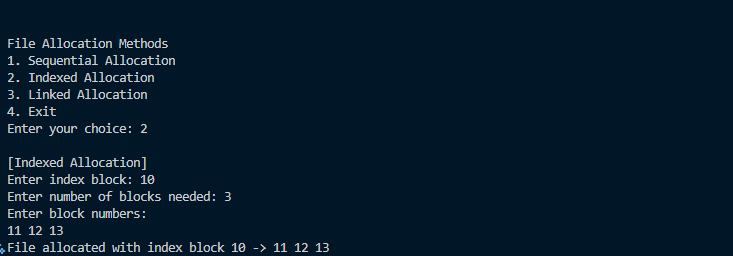 File Allocation Methods
1. Sequential Allocation
2. Indexed Allocation
3. Linked Allocation
4. Exit
Enter your choice: 2
[Indexed Allocation]
Enter index block: 10
Enter number of blocks needed: 3
Enter block numbers:
11 12 13
File allocated with index block 10 -> 11 12 13